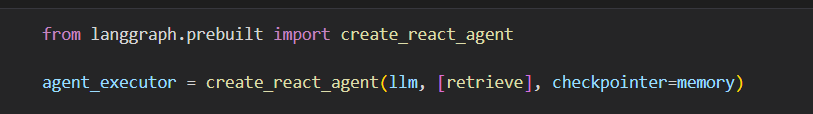 from langgraph.prebuilt import create_react_agent
agent_executor = create_react_agent(llm, [retrieve], checkpointer=memory)